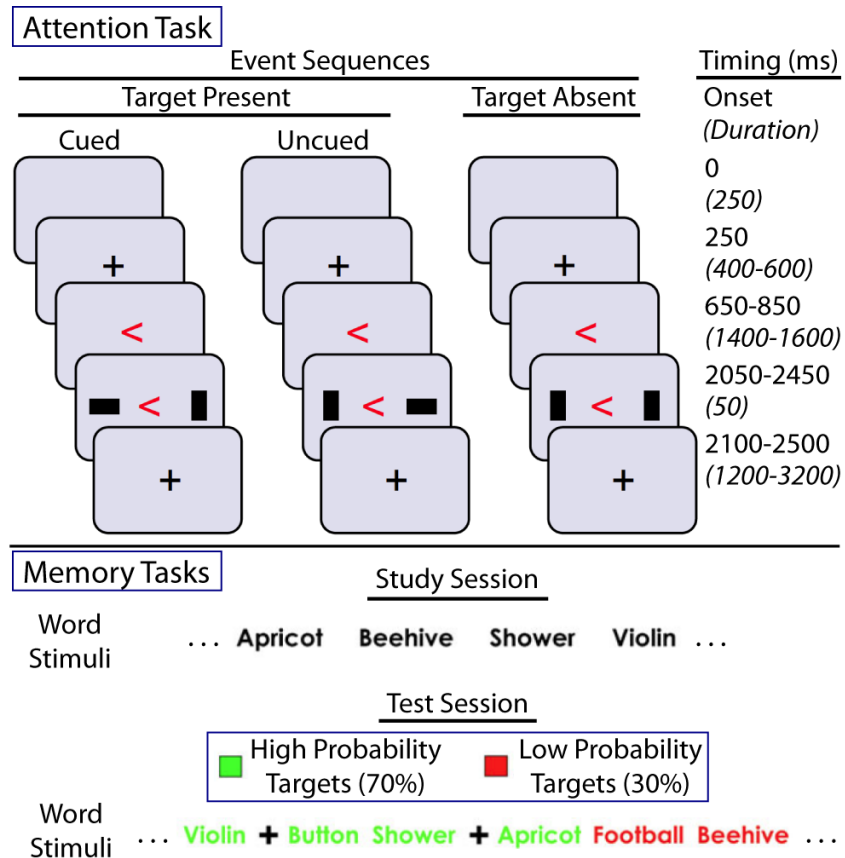 Attention Task
Event Sequences
Timing (ms)
Target Present
Target Absent
Onset
(Duration)
Cued
Uncued
0
(250)
+ + +
250
(400-600)
< < <
650-850
(1400-1600)
< < <
2050-2450
(50)
+ + +
2100-2500
(1200-3200)
Memory Tasks
Study Session
Word
Stimuli
... Apricot Beehive Shower Violin ...
Test Session
High Probability
Targets (70%)
Low Probability
Targets (30%)
Word
Stimuli
... Violin + Button Shower + Apricot Football Beehive ...